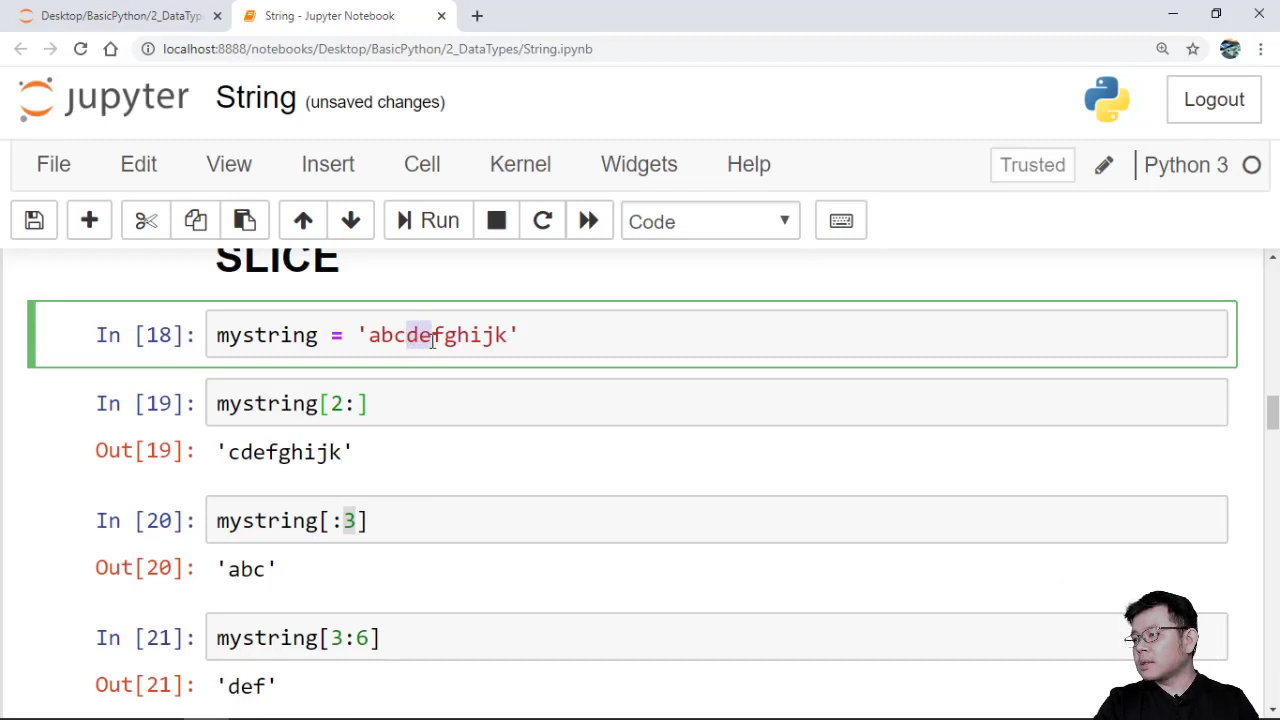 Desktop/BasicPython/2_DataTyp
String - Jupyter Notebook
localhost:8888/notebooks/Desktop/BasicPython/2_DataTypes/String.ipynb
jupyter String (unsaved changes)
Logout
File Edit View Insert Cell Kernel Widgets Help
Trusted
Python 3
Run
Code
SLICE
In [18]: mystring = 'abcdefghijk'
In [19]: mystring[2:]
Out[19]: 'cdefghijk'
In [20]: mystring[:3]
Out[20]: 'abc'
In [21]: mystring[3:6]
Out[21]: 'def'